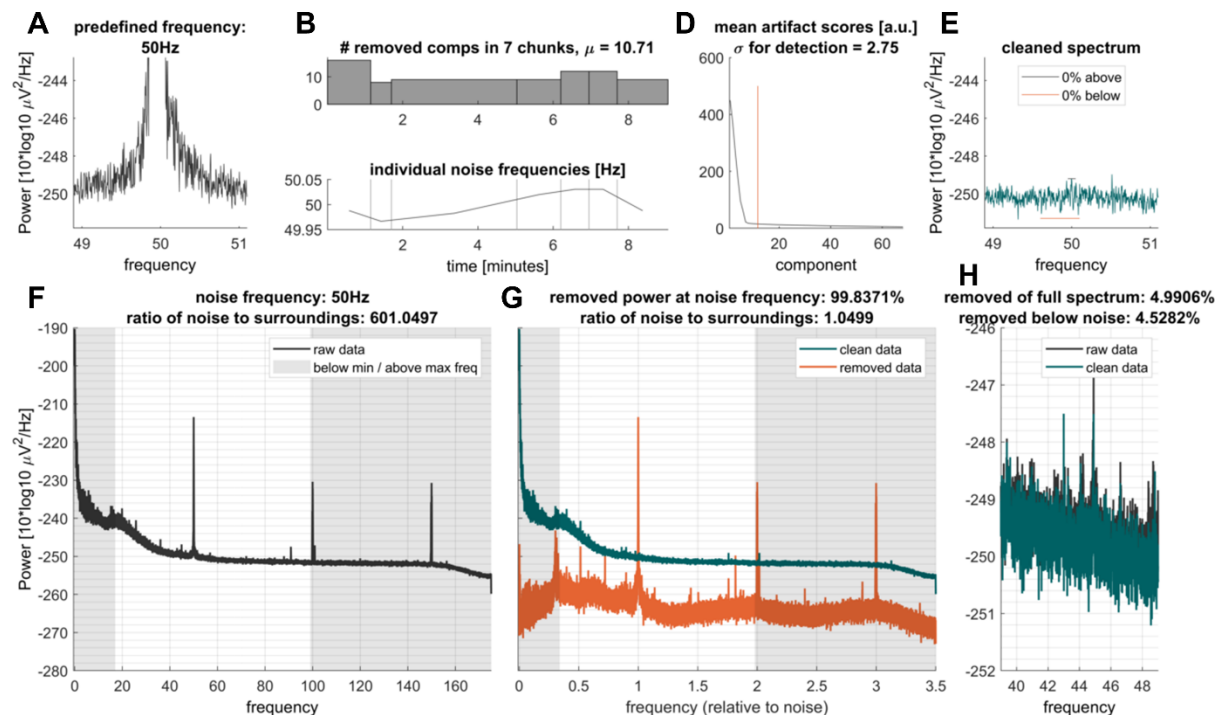 A
predefined frequency:
50Hz
Power [10*log10 μV²/Hz]
-244
-246
-248
-250
49
50
51
frequency
B
# removed comps in 7 chunks, μ = 10.71
10
0
2
4
6
8
individual noise frequencies [Hz]
50.05
50
49.95
2
4
6
8
time [minutes]
D
mean artifact scores [a.u.]
σ for detection = 2.75
600
400
200
0
20
40
60
component
E
cleaned spectrum
0% above
0% below
Power [10*log10 μV²/Hz]
-244
-246
-248
-250
49
50
51
frequency
F
noise frequency: 50Hz
ratio of noise to surroundings: 601.0497
raw data
below min / above max freq
Power [10*log10 μV²/Hz]
-190
-200
-210
-220
-230
-240
-250
-260
-270
-280
0
20
40
60
80
100
120
140
160
frequency
G
removed power at noise frequency: 99.8371%
ratio of noise to surroundings: 1.0499
clean data
removed data
0
0.5
1
1.5
2
2.5
3
3.5
frequency (relative to noise)
H
removed of full spectrum: 4.9906%
removed below noise: 4.5282%
raw data
clean data
-246
-247
-248
-249
-250
-251
-252
40
42
44
46
48
frequency